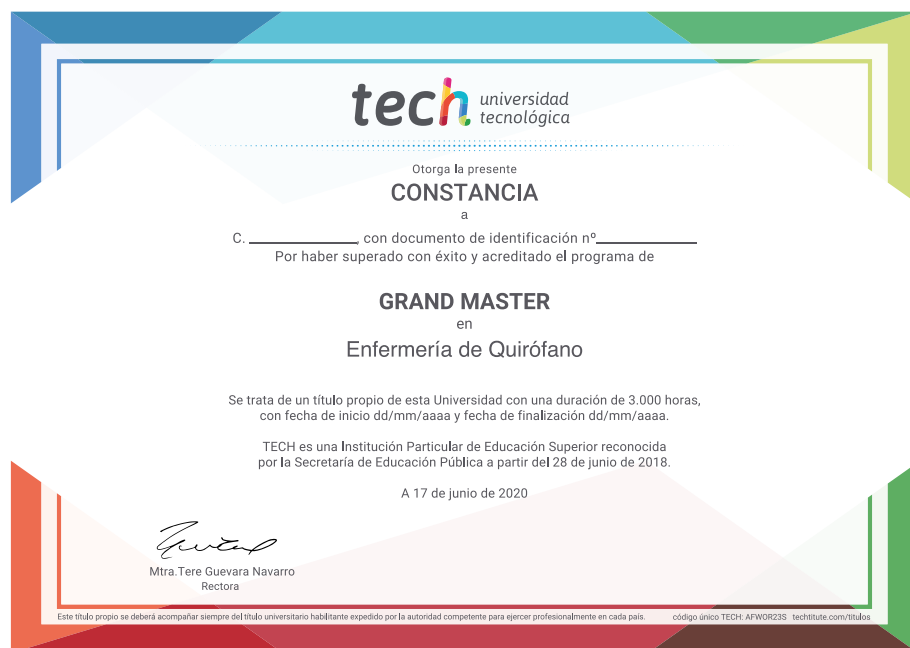 tech universidad
tecnológica
Otorga la presente
CONSTANCIA
a
C. ____________, con documento de identificación nº____________
Por haber superado con éxito y acreditado el programa de
GRAND MASTER
en
Enfermería de Quirófano
Se trata de un título propio de esta Universidad con una duración de 3.000 horas,
con fecha de inicio dd/mm/aaaa y fecha de finalización dd/mm/aaaa.
TECH es una Institución Particular de Educación Superior reconocida
por la Secretaría de Educación Pública a partir del 28 de junio de 2018.
A 17 de junio de 2020
Mtra.Tere Guevara Navarro
Rectora
Este título propio se deberá acompañar siempre del título universitario habilitante expedido por la autoridad competente para ejercer profesionalmente en cada país. código único TECH: AFWOR23S techtitute.com/titulos